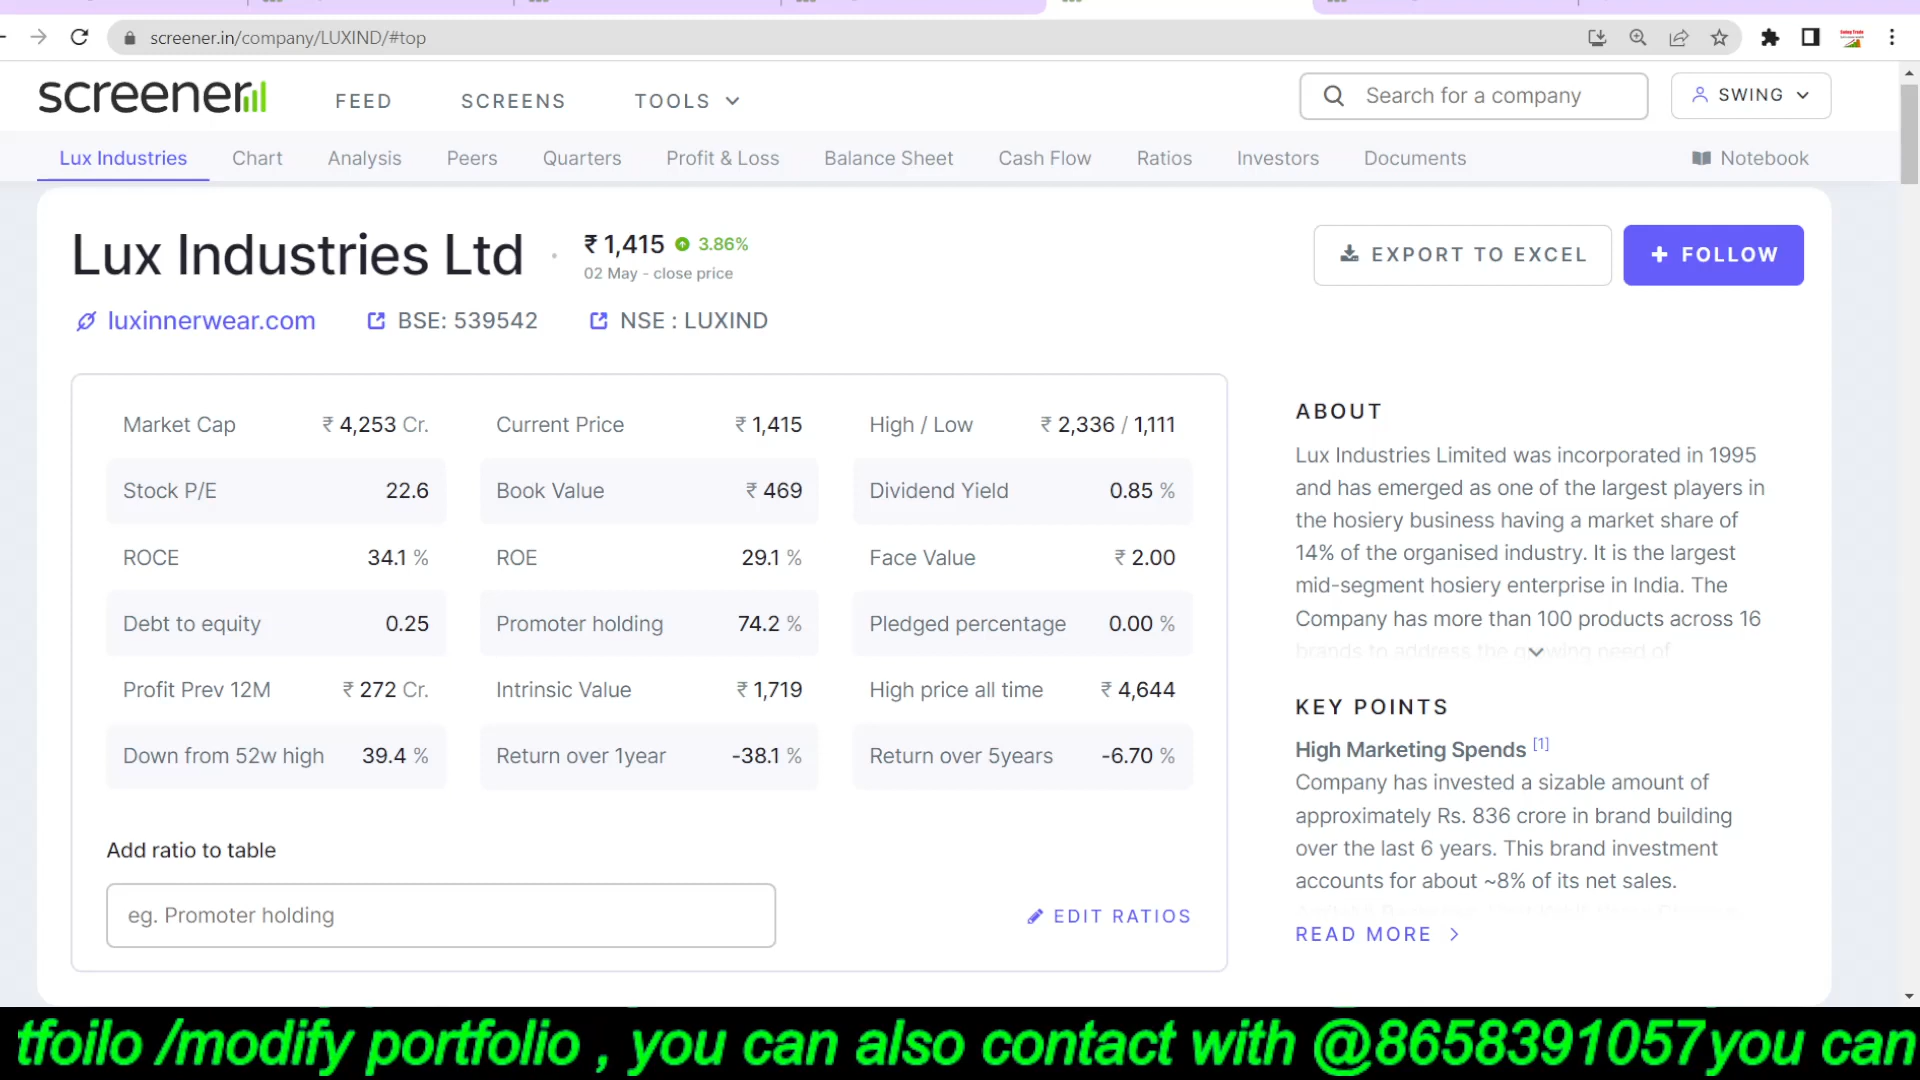 screener.in/company/LUXIND/#top
screener
FEED
SCREENS
TOOLS
Search for a company
SWING
Lux Industries
Chart
Analysis
Peers
Quarters
Profit & Loss
Balance Sheet
Cash Flow
Ratios
Investors
Documents
Notebook
Lux Industries Ltd
₹ 1,415 3.86%
02 May - close price
EXPORT TO EXCEL
+ FOLLOW
luxinnerwear.com
BSE: 539542
NSE : LUXIND
Market Cap ₹ 4,253 Cr.
Current Price ₹ 1,415
High / Low ₹ 2,336 / 1,111
Stock P/E 22.6
Book Value ₹ 469
Dividend Yield 0.85 %
ROCE 34.1 %
ROE 29.1 %
Face Value ₹ 2.00
Debt to equity 0.25
Promoter holding 74.2 %
Pledged percentage 0.00 %
Profit Prev 12M ₹ 272 Cr.
Intrinsic Value ₹ 1,719
High price all time ₹ 4,644
Down from 52w high 39.4 %
Return over 1year -38.1 %
Return over 5years -6.70 %
Add ratio to table
eg. Promoter holding
EDIT RATIOS
ABOUT
Lux Industries Limited was incorporated in 1995
and has emerged as one of the largest players in
the hosiery business having a market share of
14% of the organised industry. It is the largest
mid-segment hosiery enterprise in India. The
Company has more than 100 products across 16
brands to address the growing need of
KEY POINTS
High Marketing Spends [1]
Company has invested a sizable amount of
approximately Rs. 836 crore in brand building
over the last 6 years. This brand investment
accounts for about ~8% of its net sales.
READ MORE
tfoilo /modify portfolio , you can also contact with @8658391057you can